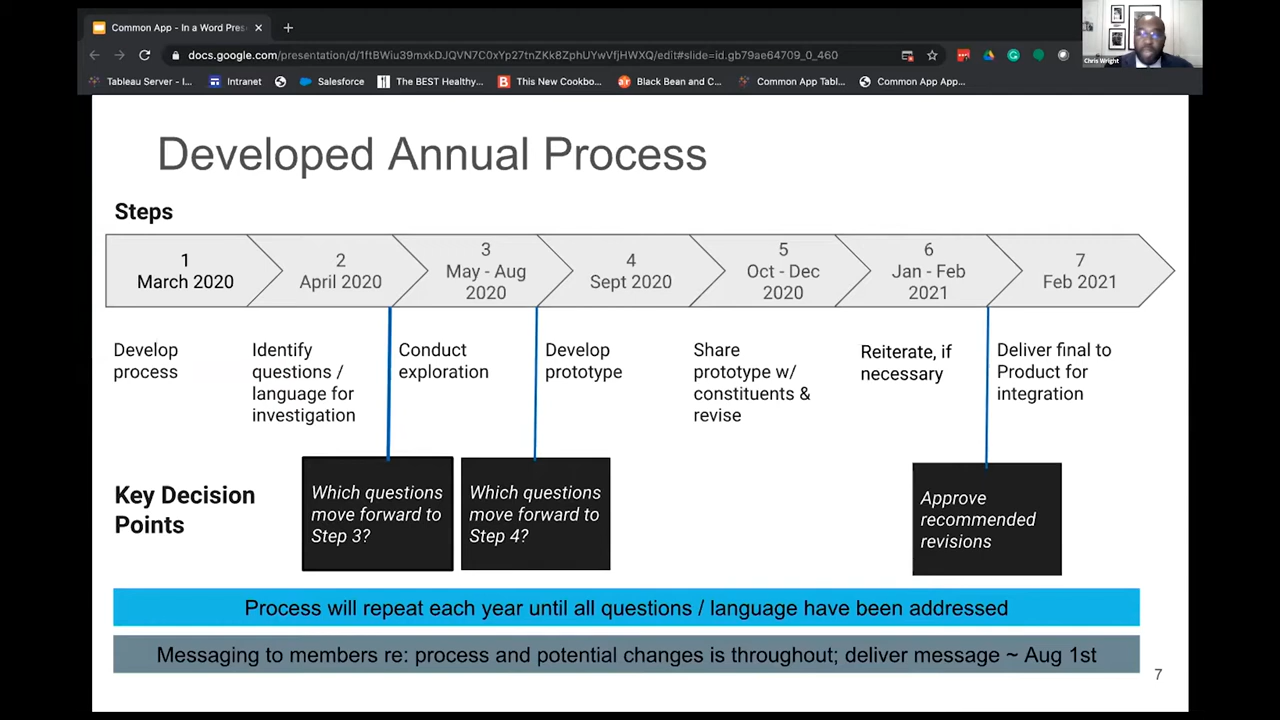 Common App - In a Word Pres
docs.google.com/presentation/d/1ftBWiu39mxkDJQVN7C0xYp27tnZKk8ZphUYwVfjHWXQ/edit#slide=id.gb79ae64709_0_460
Tableau Server - I... Intranet Salesforce The BEST Healthy... This New Cookbo... Black Bean and C... Common App Tabl... Common App App...
Chris Wright
Developed Annual Process
Steps
1
March 2020
2
April 2020
3
May - Aug
2020
4
Sept 2020
5
Oct - Dec
2020
6
Jan - Feb
2021
7
Feb 2021
Develop
process
Identify
questions /
language for
investigation
Conduct
exploration
Develop
prototype
Share
prototype w/
constituents &
revise
Reiterate, if
necessary
Deliver final to
Product for
integration
Key Decision
Points
Which questions
move forward to
Step 3?
Which questions
move forward to
Step 4?
Approve
recommended
revisions
Process will repeat each year until all questions / language have been addressed
Messaging to members re: process and potential changes is throughout; deliver message ~ Aug 1st
7